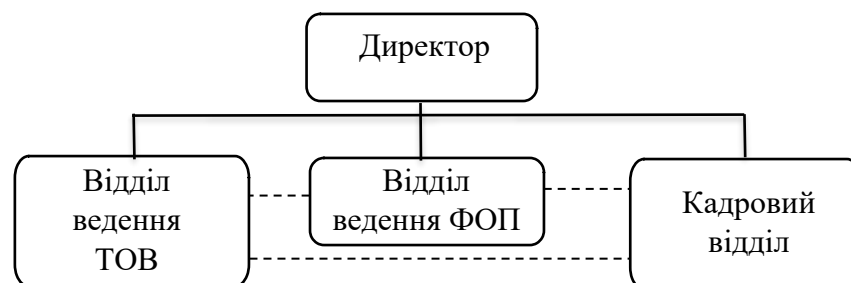 Директор
Відділ
ведення
ТОВ
Відділ
ведення ФОП
Кадровий
відділ